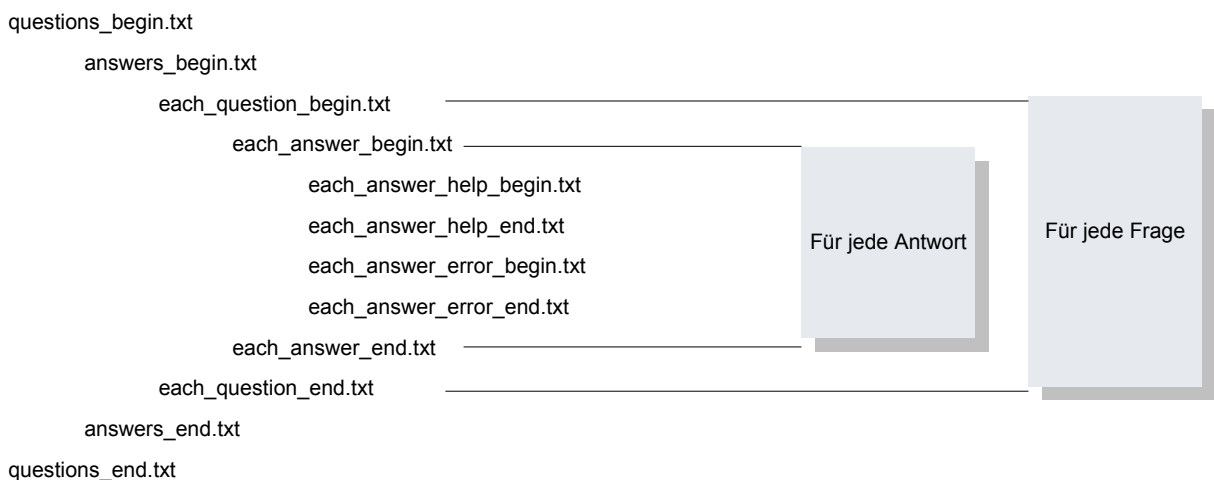 questions_begin.txt
answers_begin.txt
each_question_begin.txt
each_answer_begin.txt
each_answer_help_begin.txt
each_answer_help_end.txt
Für jede Antwort
Für jede Frage
each_answer_error_begin.txt
each_answer_error_end.txt
each_answer_end.txt
each_question_end.txt
answers_end.txt
questions_end.txt